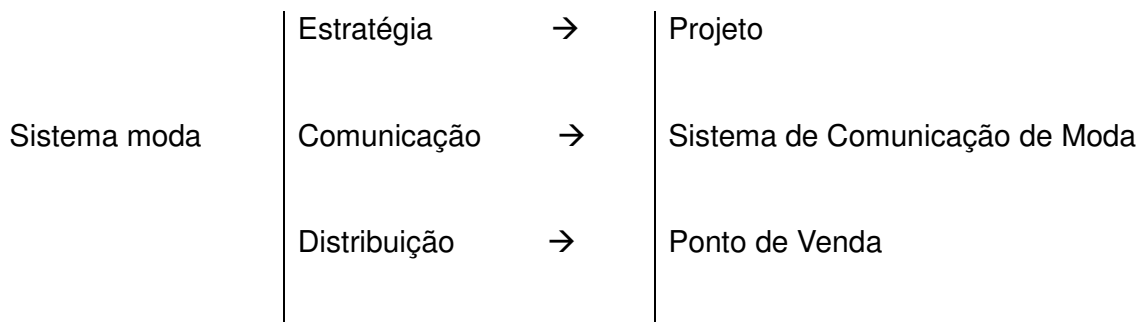 Estratégia → Projeto
Sistema moda Comunicação → Sistema de Comunicação de Moda
Distribuição → Ponto de Venda